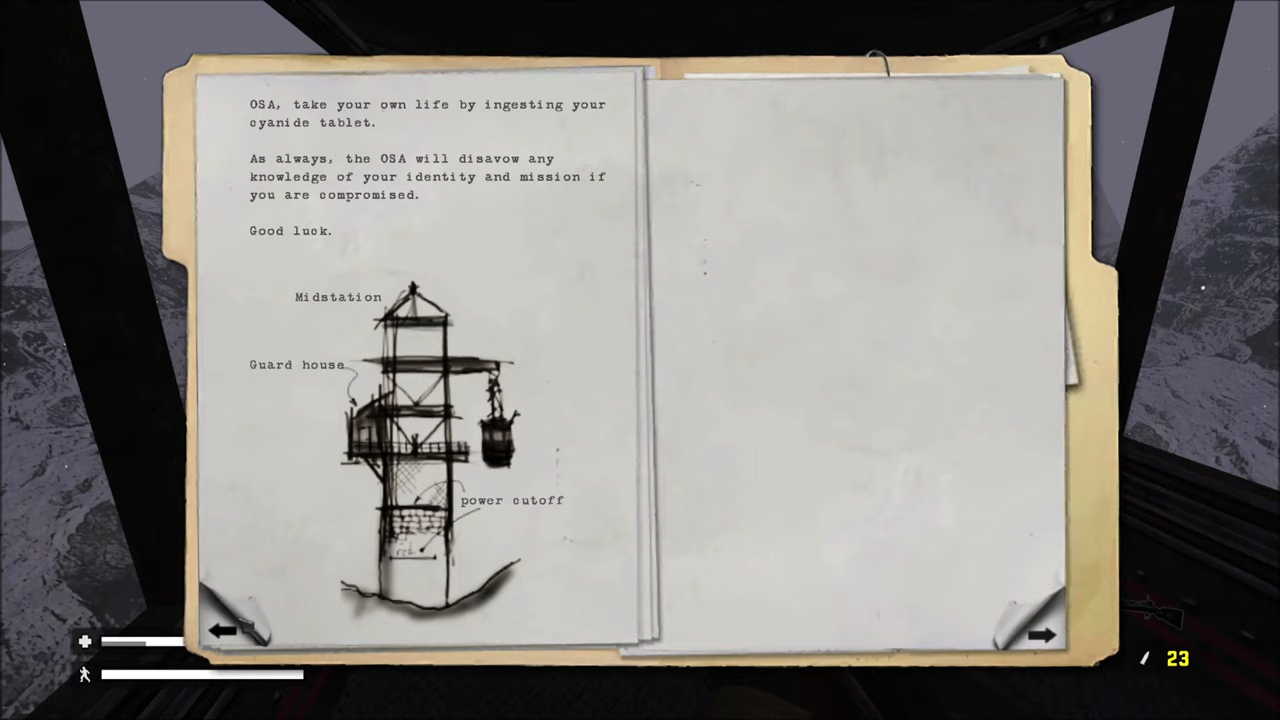 OSA, take your own life by ingesting your
cyanide tablet.
As always, the OSA will disavow any
knowledge of your identity and mission if
you are compromised.
Good luck.
Midstation
Guard house
power cutoff
23